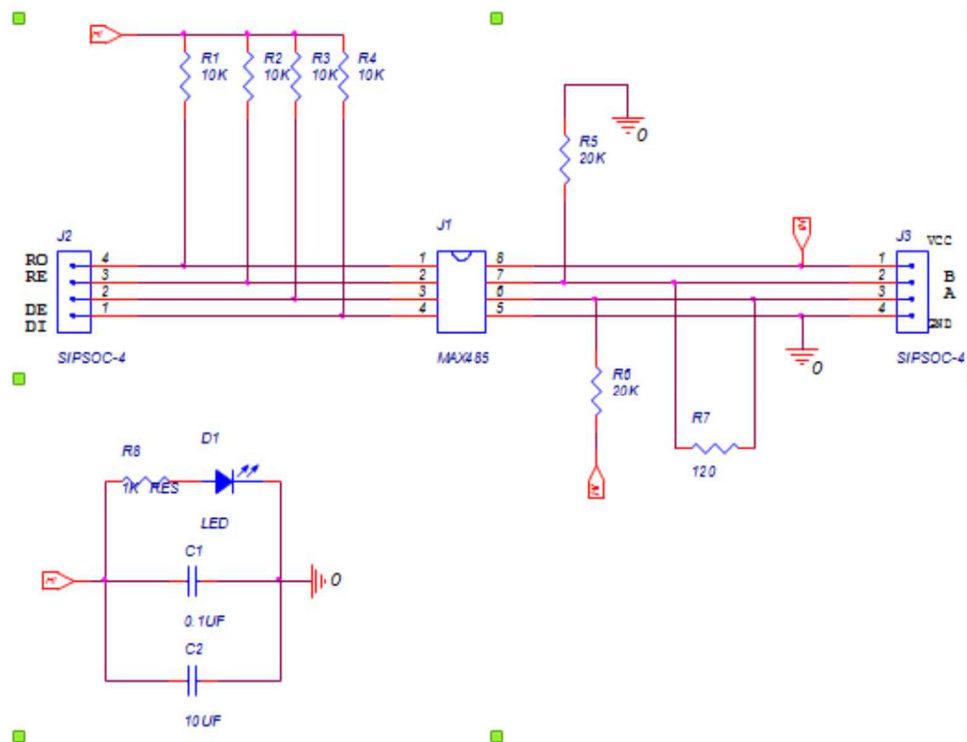 R1
10K
R2
10K
R3
10K
R4
10K
R5
20K
0
J2
J1
J3
VCC
RO
RE
DE
DI
4
3
2
1
1
2
3
4
8
7
6
5
1
2
3
4
B
A
GND
SIPSOC-4
MAX485
SIPSOC-4
0
R6
20K
R7
120
R8
1K RES
D1
LED
C1
0.1UF
0
C2
10UF